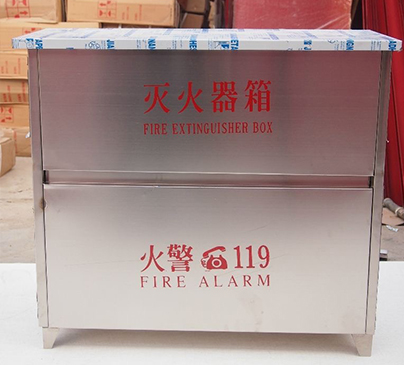 灭火器箱
FIRE EXTINGUISHER BOX
火警 ☎ 119
FIRE ALARM